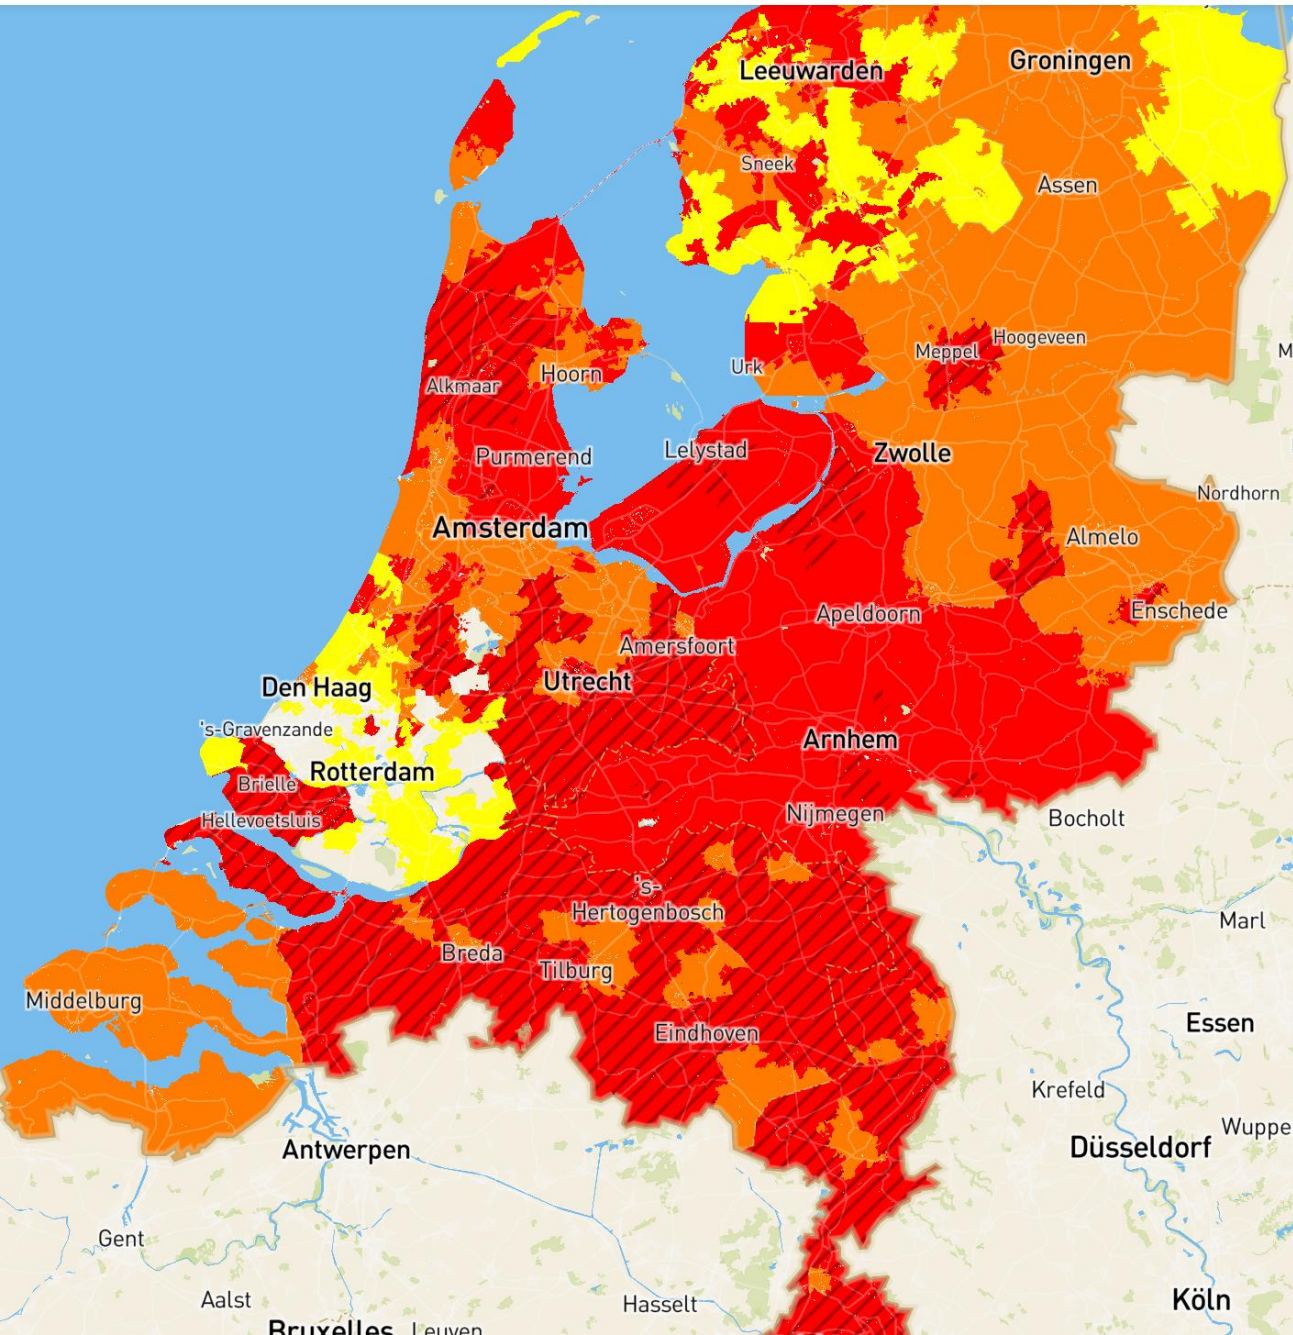 Groningen
Leeuwarden
Sneek
Assen
Hoogeveen
Meppel
Urk
Hoorn
Alkmaar
Purmerend
Lelystad
Zwolle
Nordhorn
Amsterdam
Almelo
Apeldoorn
Enschede
Amersfoort
Den Haag
Utrecht
's-Gravenzande
Arnhem
Rotterdam
Brielle
Hellevoetsluis
Nijmegen
Bocholt
's-
Hertogenbosch
Marl
Breda
Tilburg
Middelburg
Essen
Eindhoven
Krefeld
Wuppe
Antwerpen
Düsseldorf
Gent
Aalst
Hasselt
Köln
Bruxelles
Leuven
M